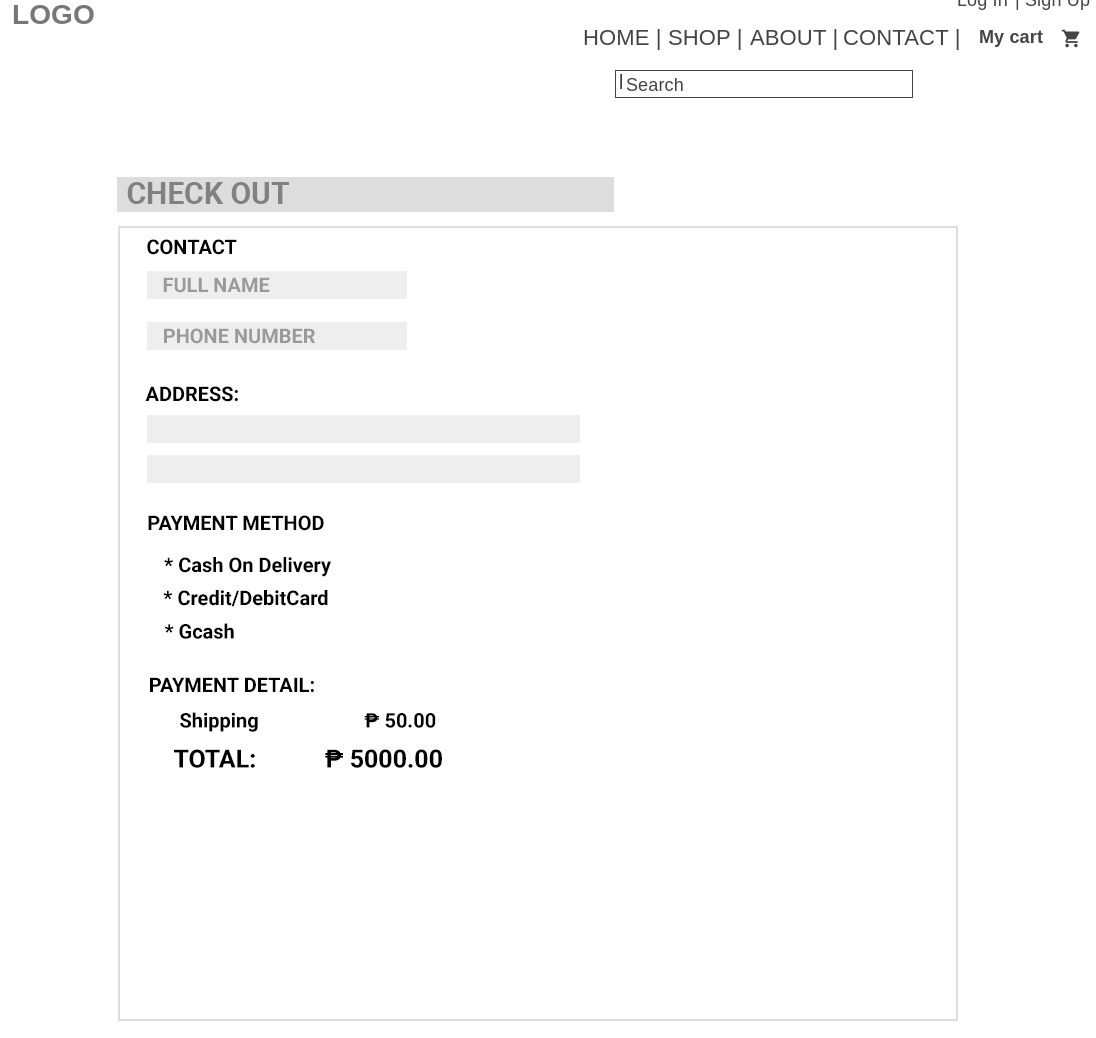 LOGO
Log In | Sign Up
HOME | SHOP | ABOUT | CONTACT | My cart
Search
CHECK OUT
CONTACT
FULL NAME
PHONE NUMBER
ADDRESS:
PAYMENT METHOD
* Cash On Delivery
* Credit/DebitCard
* Gcash
PAYMENT DETAIL:
Shipping ₱ 50.00
TOTAL: ₱ 5000.00